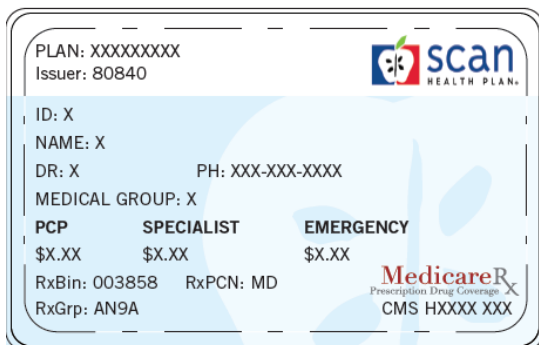 PLAN: XXXXXXXXX
Issuer: 80840
scan
HEALTH PLAN®
ID: X
NAME: X
DR: X PH: XXX-XXX-XXXX
MEDICAL GROUP: X
PCP SPECIALIST EMERGENCY
$X.XX $X.XX $X.XX
RxBin: 003858 RxPCN: MD
RxGrp: AN9A
MedicareRx
Prescription Drug Coverage
CMS HXXXX XXX